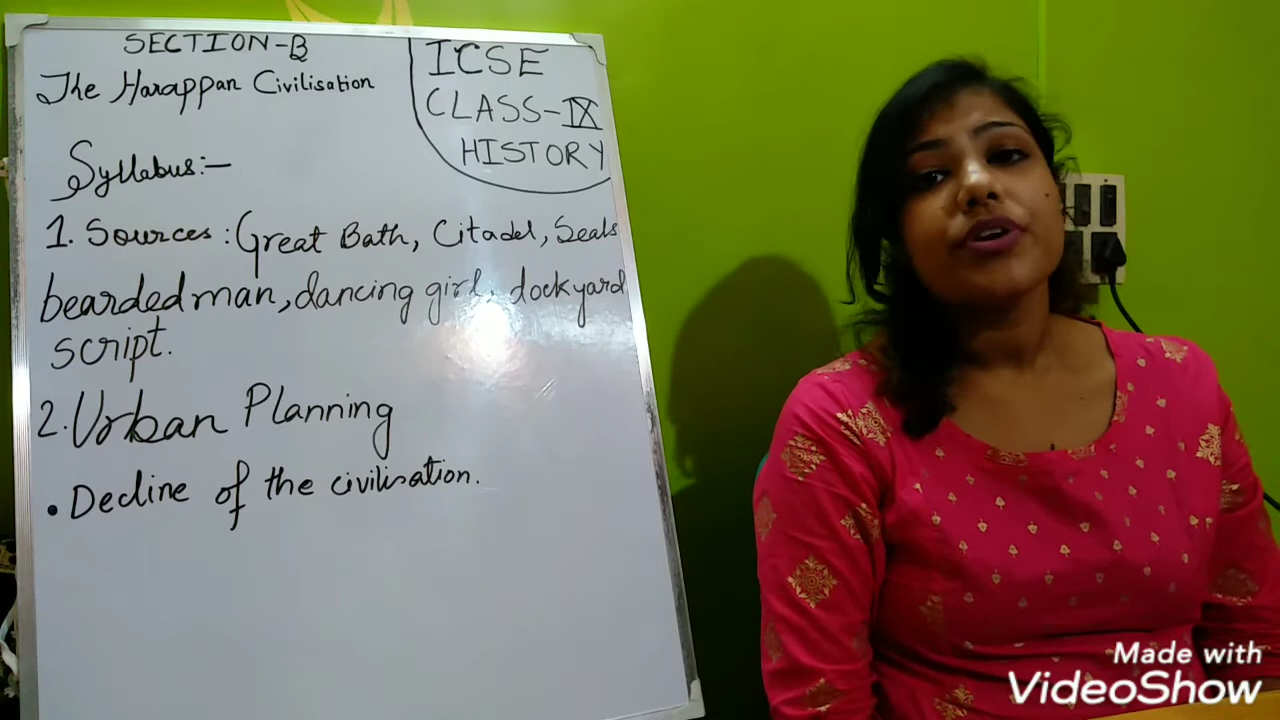 SECTION-B
The Harappan Civilisation
ICSE
CLASS-IX
HISTORY
Syllabus:-
1. Sources: Great Bath, Citadel, Seals
bearded man, dancing girl, dockyard
script.
2. Urban Planning
• Decline of the civilisation.
Made with
VideoShow